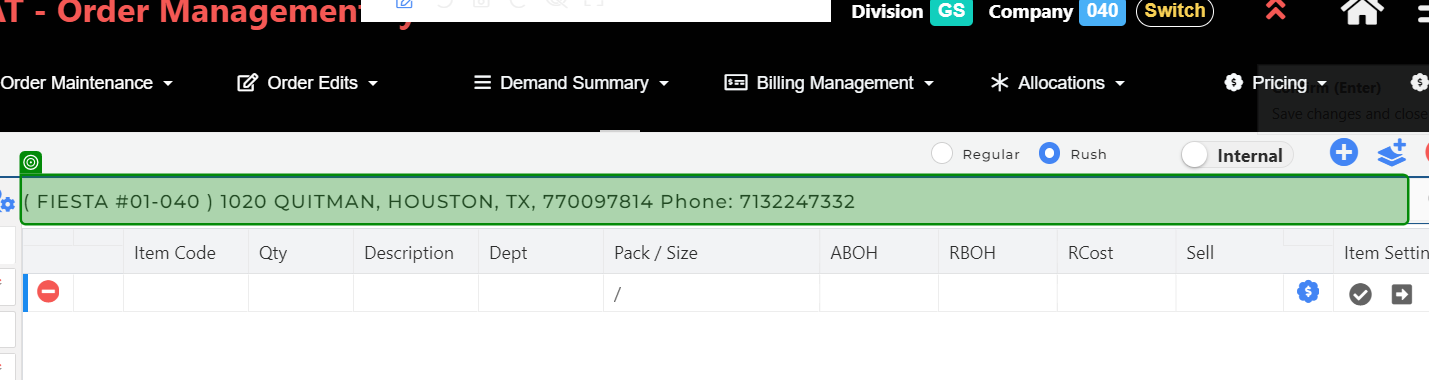 AT - Order Management
Division GS Company 040 Switch
Order Maintenance Order Edits Demand Summary Billing Management Allocations Pricing
(Enter)
Save changes and close
Regular Rush Internal
( FIESTA #01-040 ) 1020 QUITMAN, HOUSTON, TX, 770097814 Phone: 7132247332
Item Code Qty Description Dept Pack / Size ABOH RBOH RCost Sell Item Settin
/